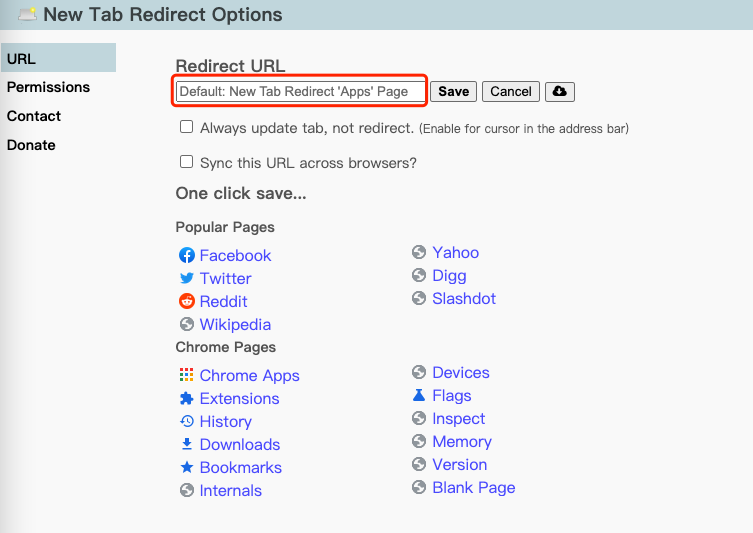 New Tab Redirect Options
URL
Permissions
Contact
Donate
Redirect URL
Default: New Tab Redirect 'Apps' Page Save Cancel
Always update tab, not redirect. (Enable for cursor in the address bar)
Sync this URL across browsers?
One click save...
Popular Pages
Facebook
Twitter
Reddit
Wikipedia
Yahoo
Digg
Slashdot
Chrome Pages
Chrome Apps
Extensions
History
Downloads
Bookmarks
Internals
Devices
Flags
Inspect
Memory
Version
Blank Page